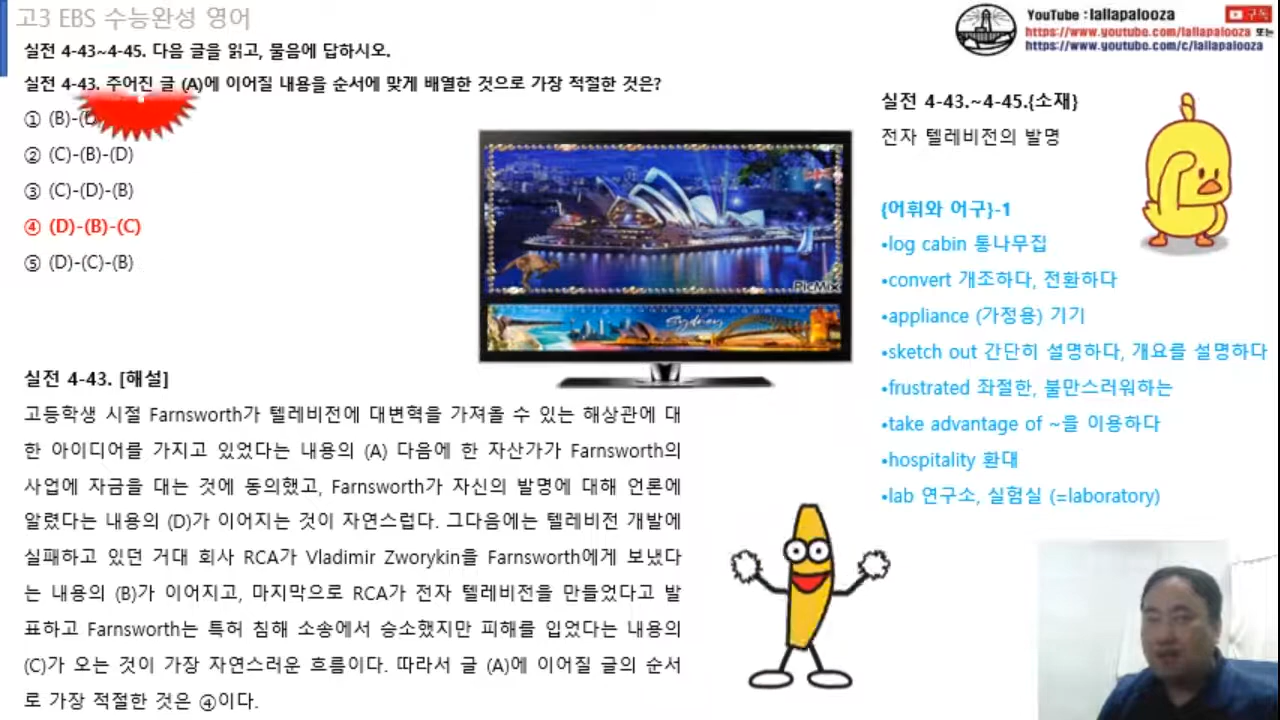 고3 EBS 수능완성 영어
YouTube : lallapalooza
구독
https://www.youtube.com/lallapalooza 또는
https://www.youtube.com/c/lallapalooza
실전 4-43~4-45. 다음 글을 읽고, 물음에 답하시오.
실전 4-43. 주어진 글 (A)에 이어질 내용을 순서에 맞게 배열한 것으로 가장 적절한 것은?
① (B)-(D)
② (C)-(B)-(D)
③ (C)-(D)-(B)
④ (D)-(B)-(C)
⑤ (D)-(C)-(B)
PicMix
Sydney
실전 4-43. [해설]
고등학생 시절 Farnsworth가 텔레비전에 대변혁을 가져올 수 있는 해상관에 대
한 아이디어를 가지고 있었다는 내용의 (A) 다음에 한 자산가가 Farnsworth의
사업에 자금을 대는 것에 동의했고, Farnsworth가 자신의 발명에 대해 언론에
알렸다는 내용의 (D)가 이어지는 것이 자연스럽다. 그다음에는 텔레비전 개발에
실패하고 있던 거대 회사 RCA가 Vladimir Zworykin을 Farnsworth에게 보냈다
는 내용의 (B)가 이어지고, 마지막으로 RCA가 전자 텔레비전을 만들었다고 발
표하고 Farnsworth는 특허 침해 소송에서 승소했지만 피해를 입었다는 내용의
(C)가 오는 것이 가장 자연스러운 흐름이다. 따라서 글 (A)에 이어질 글의 순서
로 가장 적절한 것은 ④이다.
실전 4-43.~4-45.{소재}
전자 텔레비전의 발명
{어휘와 어구}-1
•log cabin 통나무집
•convert 개조하다, 전환하다
•appliance (가정용) 기기
•sketch out 간단히 설명하다, 개요를 설명하다
•frustrated 좌절한, 불만스러워하는
•take advantage of ~을 이용하다
•hospitality 환대
•lab 연구소, 실험실 (=laboratory)